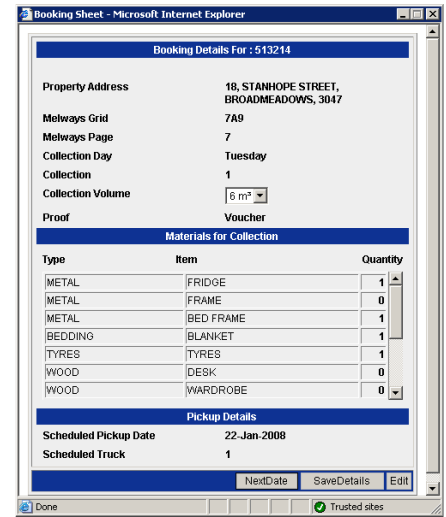 Booking Sheet - Microsoft Internet Explorer
Booking Details For : 513214
Property Address 18, STANHOPE STREET,
BROADMEADOWS, 3047
Melways Grid 7A9
Melways Page 7
Collection Day Tuesday
Collection 1
Collection Volume 6 m³
Proof Voucher
Materials for Collection
Type Item Quantity
METAL FRIDGE 1
METAL FRAME 0
METAL BED FRAME 1
BEDDING BLANKET 1
TYRES TYRES 1
WOOD DESK 0
WOOD WARDROBE 0
Pickup Details
Scheduled Pickup Date 22-Jan-2008
Scheduled Truck 1
NextDate SaveDetails Edit
Done Trusted sites